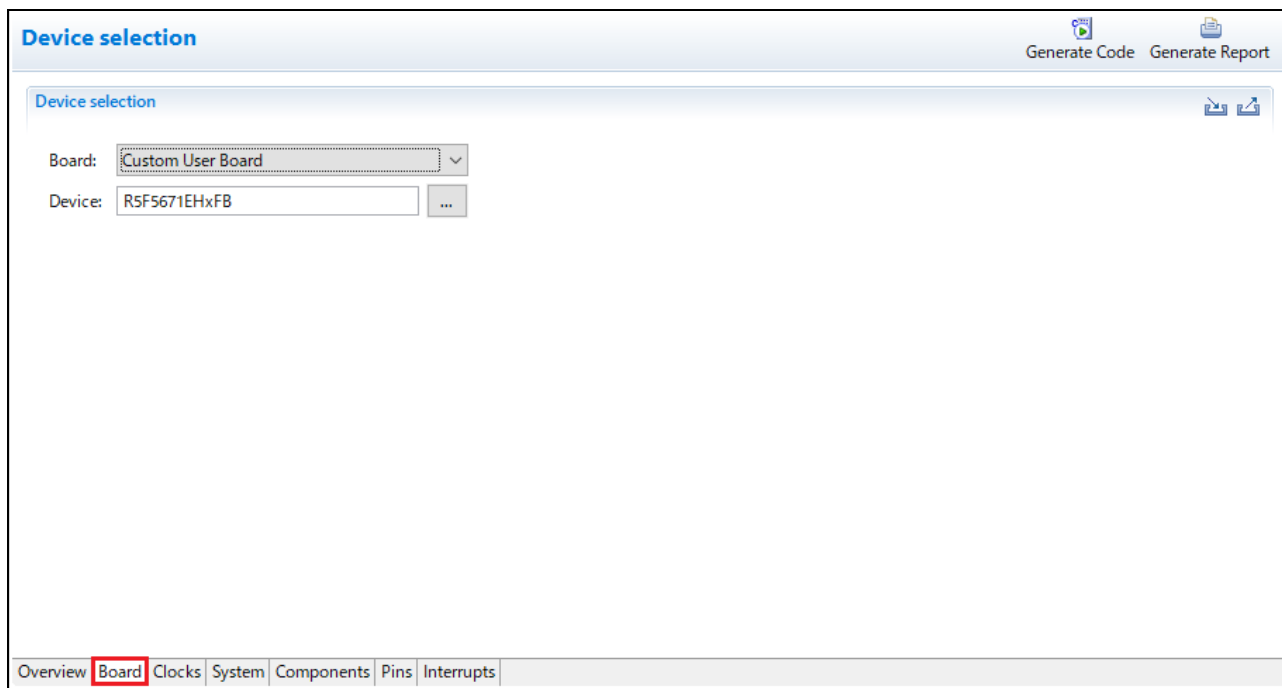 Device selection
Generate Code Generate Report
Device selection
Board: Custom User Board
Device: R5F5671EHxFB ...
Overview Board Clocks System Components Pins Interrupts